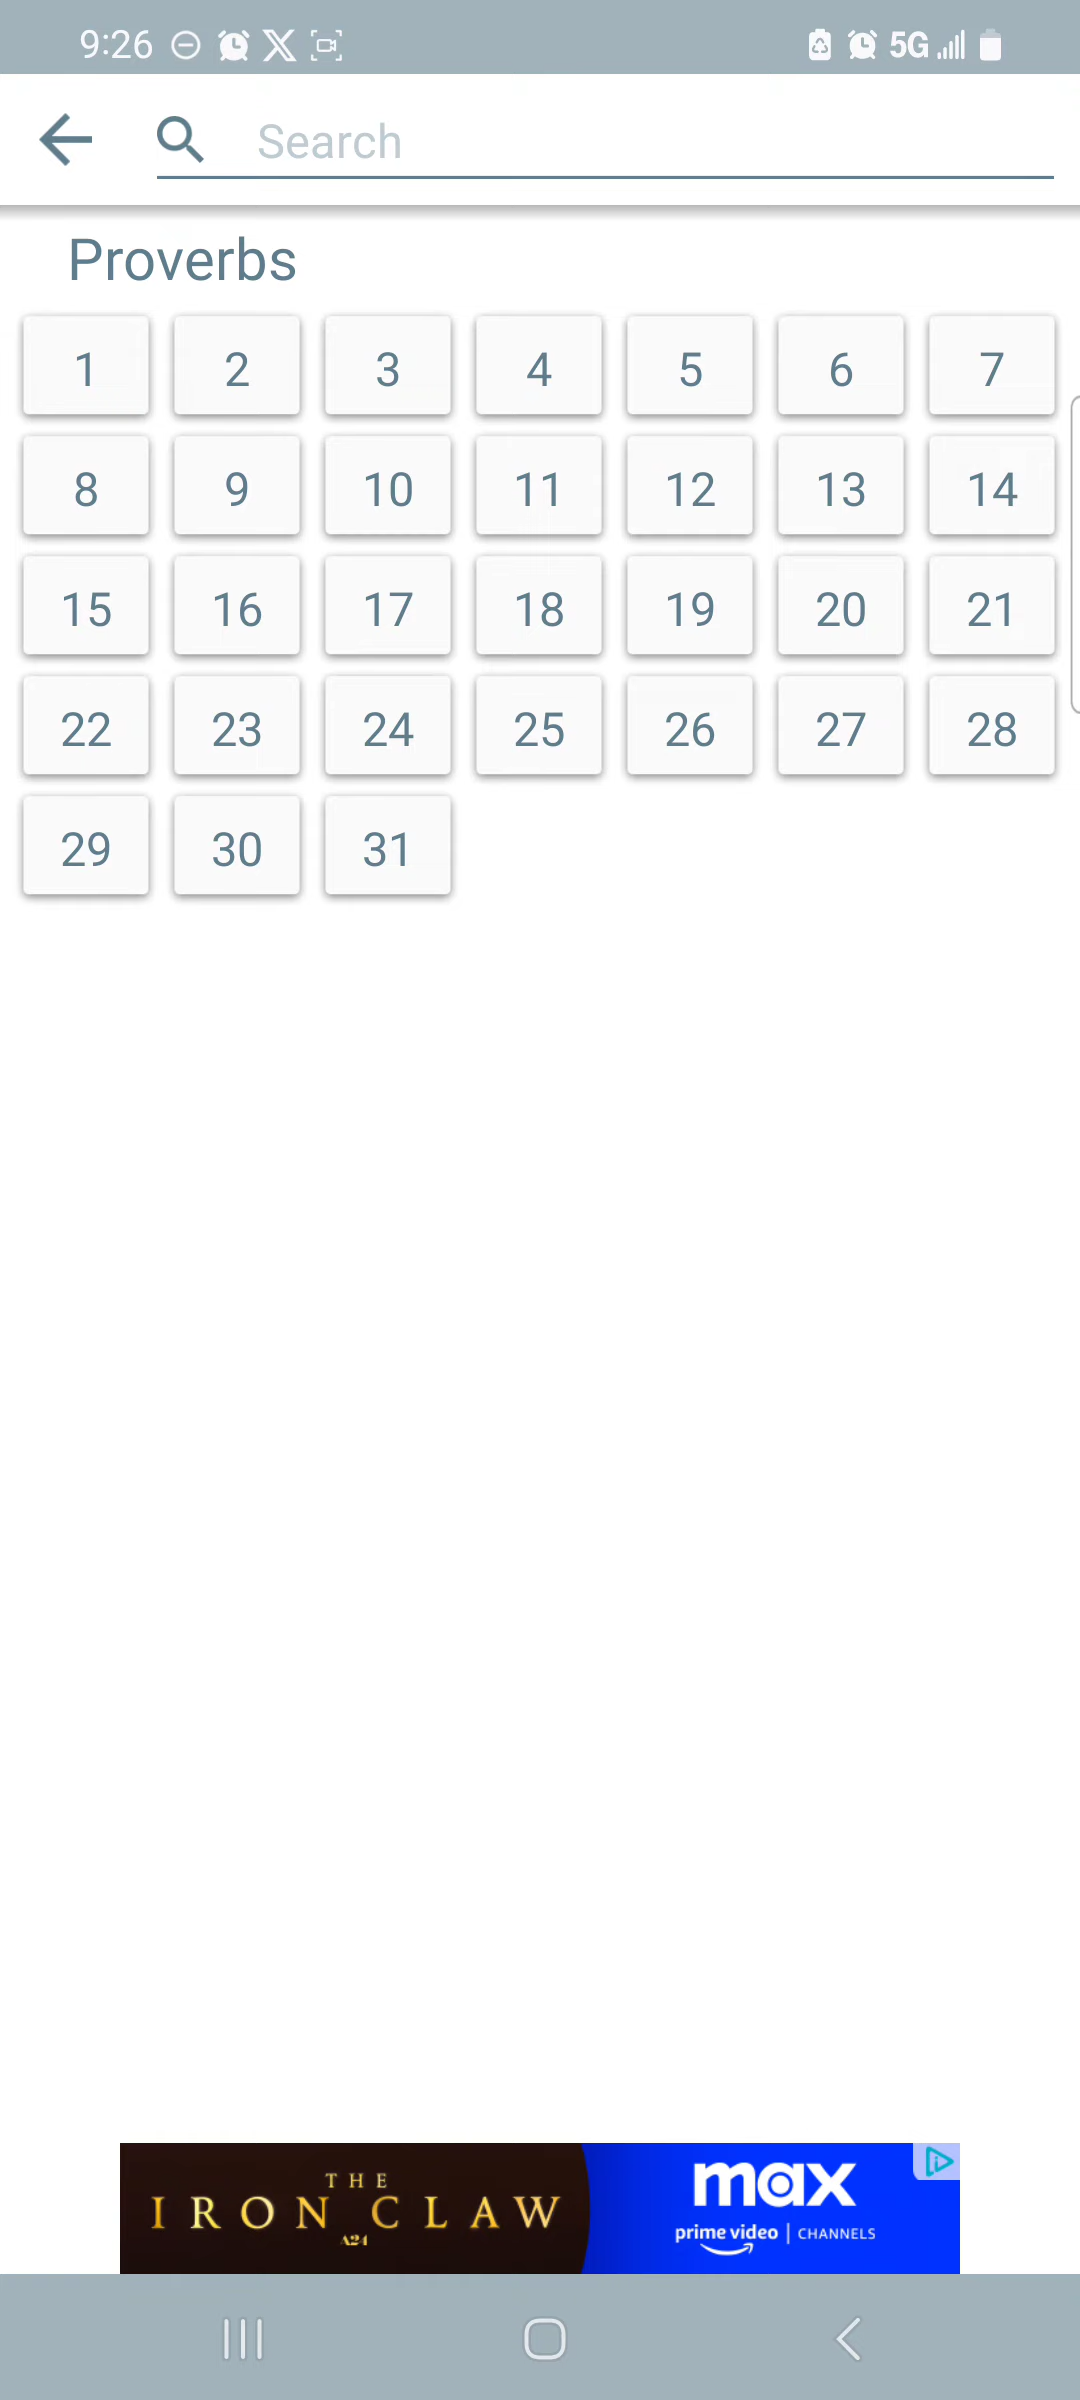 9:26 5G
Search
Proverbs
1 2 3 4 5 6 7
8 9 10 11 12 13 14
15 16 17 18 19 20 21
22 23 24 25 26 27 28
29 30 31
THE
IRON CLAW
A24
max
prime video | CHANNELS